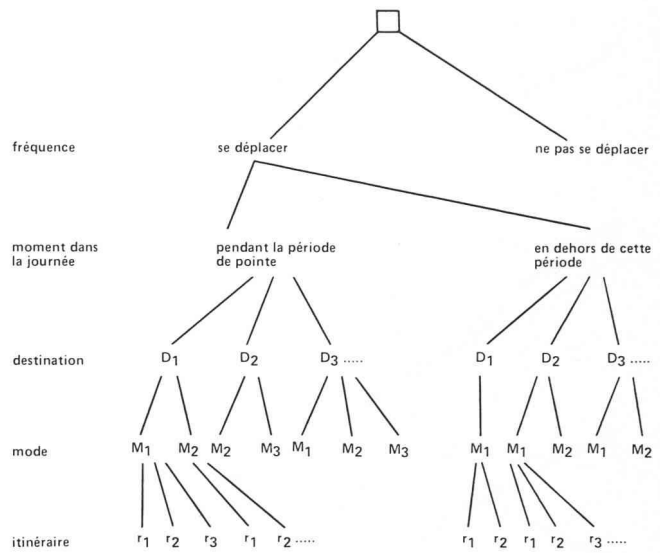 fréquence se déplacer ne pas se déplacer
moment dans pendant la période en dehors de cette
la journée de pointe période
destination D1 D2 D3 ..... D1 D2 D3 .....
mode M1 M2 M2 M3 M1 M2 M3 M1 M1 M2 M1 M2
itinéraire r1 r2 r3 r1 r2 ..... r1 r2 r1 r2 r3 .....